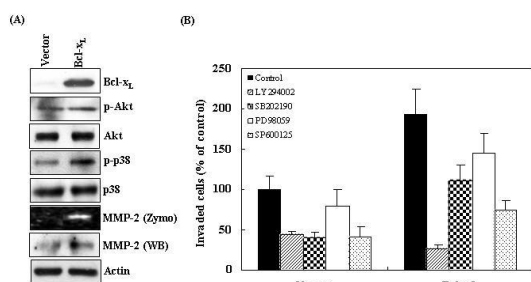 (A)
Vector
Bcl-xL
Bcl-xL
p-Akt
Akt
p-p38
p38
MMP-2 (Zymo)
MMP-2 (WB)
Actin
(B)
Invaded cells (% of control)
250
200
150
100
50
0
Control
LY294002
SB202190
PD98059
SP600125